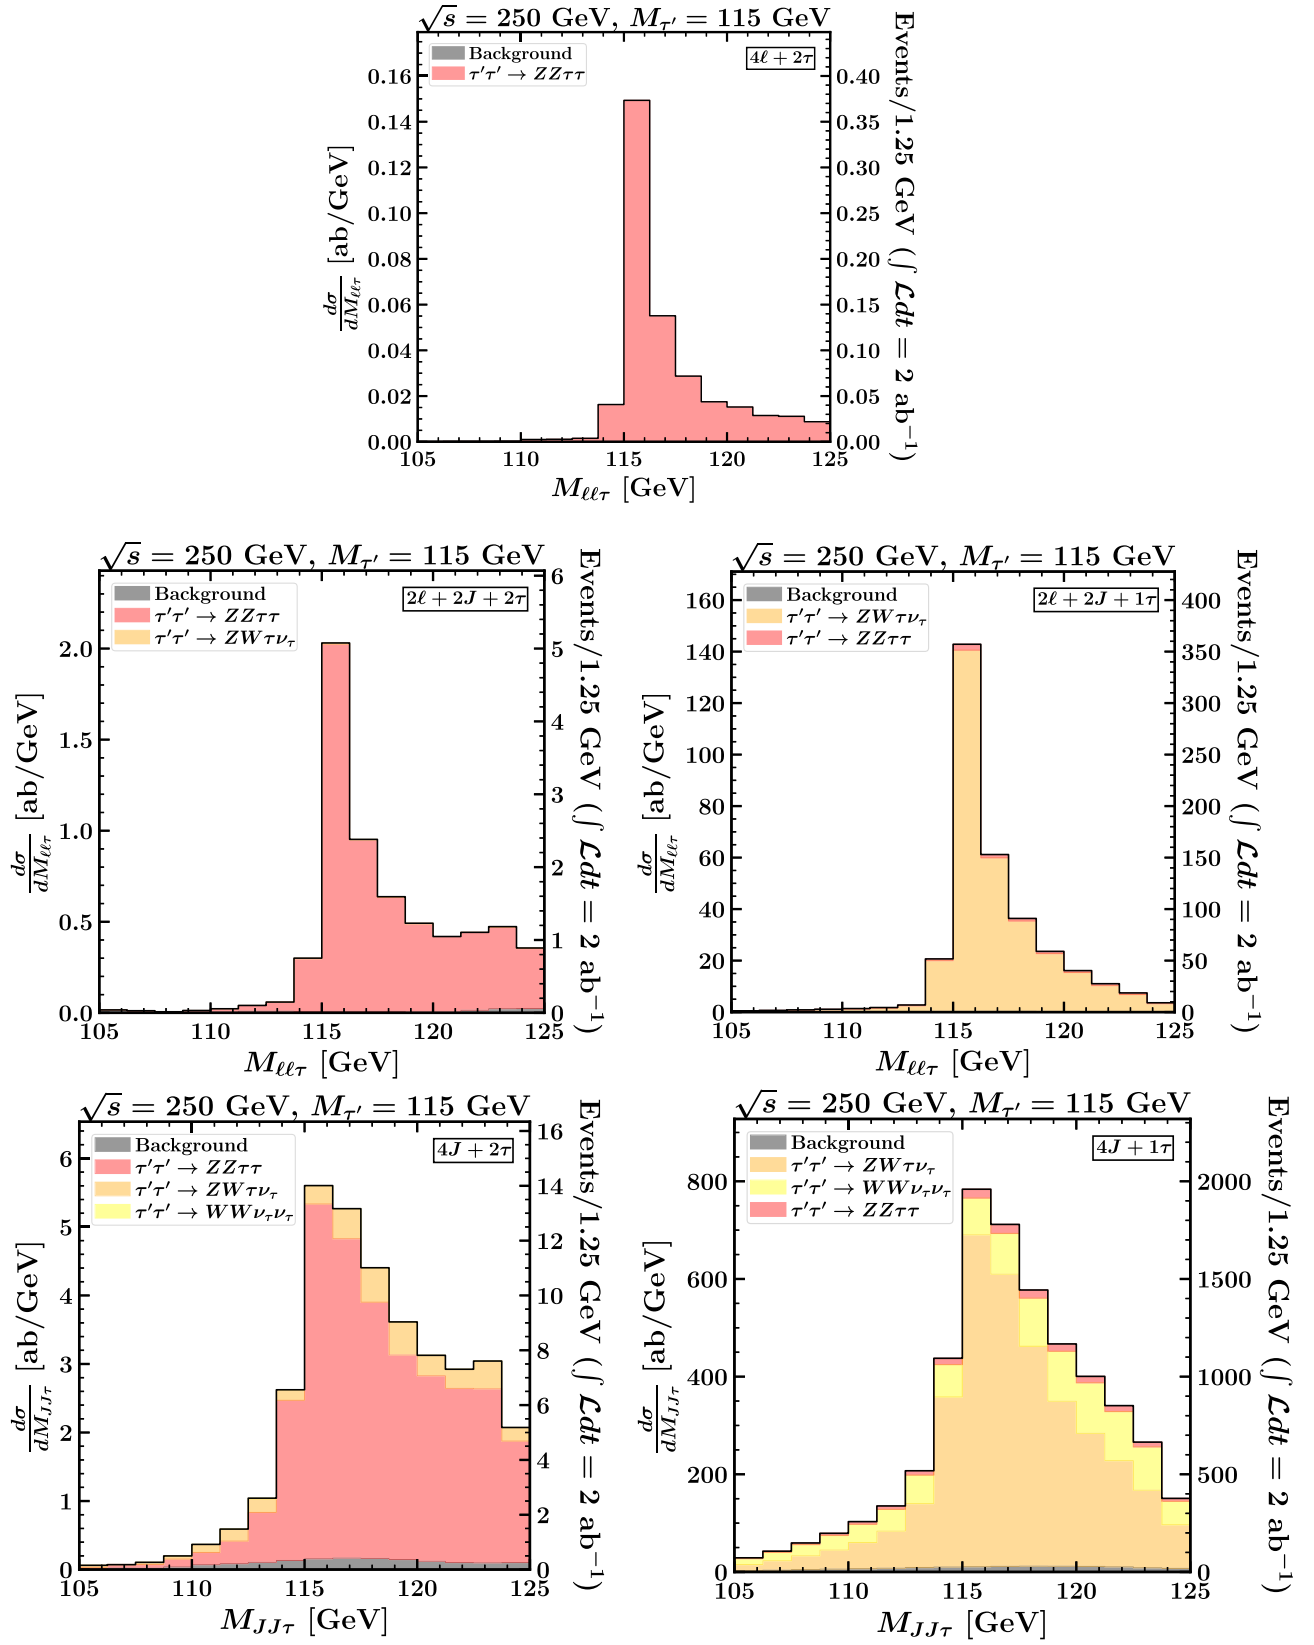 √s = 250 GeV, M_τ′ = 115 GeV
Background
τ′τ′ → ZZττ
4ℓ + 2τ
0.16
0.14
0.12
0.10
0.08
0.06
0.04
0.02
0.00
0.40
0.35
0.30
0.25
0.20
0.15
0.10
0.05
0.00
dσ/dM_ℓℓτ [ab/GeV]
Events/1.25 GeV (∫ ℒdt = 2 ab⁻¹)
105 110 115 120 125
M_ℓℓτ [GeV]
√s = 250 GeV, M_τ′ = 115 GeV
Background
τ′τ′ → ZZττ
τ′τ′ → ZWτν_τ
2ℓ + 2J + 2τ
2.0
1.5
1.0
0.5
0.0
6
5
4
3
2
1
0
dσ/dM_ℓℓτ [ab/GeV]
Events/1.25 GeV (∫ ℒdt = 2 ab⁻¹)
105 110 115 120 125
M_ℓℓτ [GeV]
√s = 250 GeV, M_τ′ = 115 GeV
Background
τ′τ′ → ZWτν_τ
τ′τ′ → ZZττ
2ℓ + 2J + 1τ
160
140
120
100
80
60
40
20
0
400
350
300
250
200
150
100
50
0
dσ/dM_ℓℓτ [ab/GeV]
Events/1.25 GeV (∫ ℒdt = 2 ab⁻¹)
105 110 115 120 125
M_ℓℓτ [GeV]
√s = 250 GeV, M_τ′ = 115 GeV
Background
τ′τ′ → ZZττ
τ′τ′ → ZWτν_τ
τ′τ′ → WWν_τν_τ
4J + 2τ
6
5
4
3
2
1
0
16
14
12
10
8
6
4
2
0
dσ/dM_JJτ [ab/GeV]
Events/1.25 GeV (∫ ℒdt = 2 ab⁻¹)
105 110 115 120 125
M_JJτ [GeV]
√s = 250 GeV, M_τ′ = 115 GeV
Background
τ′τ′ → ZWτν_τ
τ′τ′ → WWν_τν_τ
τ′τ′ → ZZττ
4J + 1τ
800
600
400
200
0
2000
1500
1000
500
0
dσ/dM_JJτ [ab/GeV]
Events/1.25 GeV (∫ ℒdt = 2 ab⁻¹)
105 110 115 120 125
M_JJτ [GeV]